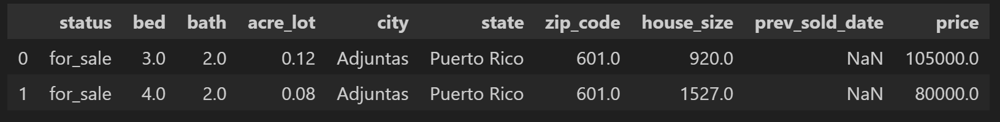 status bed bath acre_lot city state zip_code house_size prev_sold_date price
0 for_sale 3.0 2.0 0.12 Adjuntas Puerto Rico 601.0 920.0 NaN 105000.0
1 for_sale 4.0 2.0 0.08 Adjuntas Puerto Rico 601.0 1527.0 NaN 80000.0